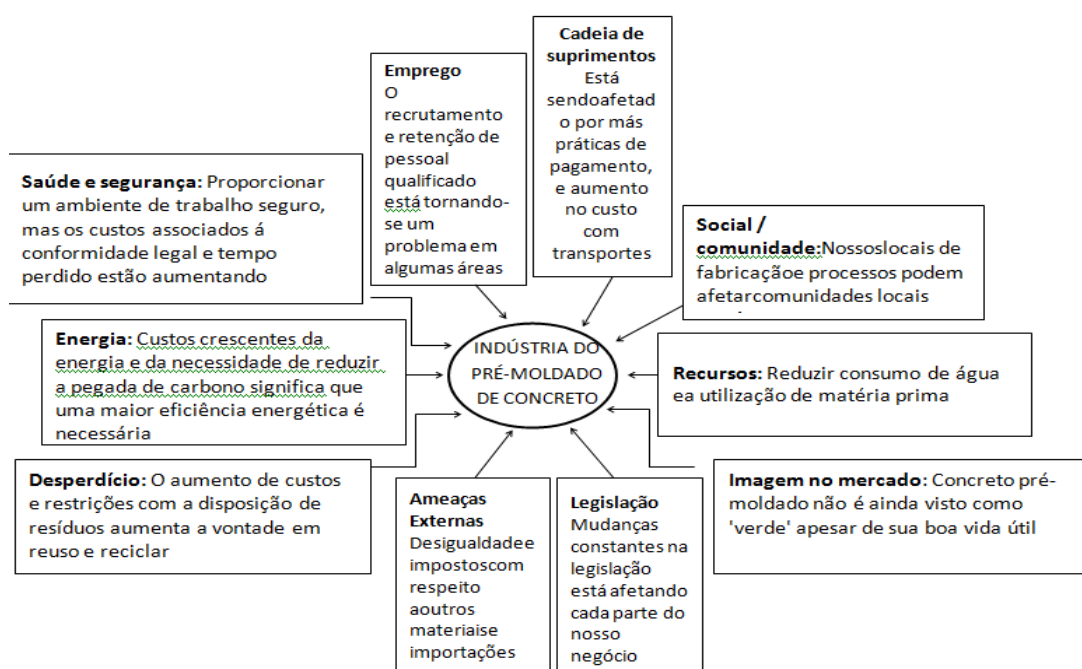 Cadeia de
suprimentos
Está
sendoafetad
o por más
práticas de
pagamento,
e aumento
no custo
com
transportes
Emprego
O
recrutamento
e retenção de
pessoal
qualificado
está tornando-
se um
problema em
algumas áreas
Saúde e segurança: Proporcionar
um ambiente de trabalho seguro,
mas os custos associados á
conformidade legal e tempo
perdido estão aumentando
Social /
comunidade:Nossoslocais de
fabricaçãoe processos podem
afetarcomunidades locais
Energia: Custos crescentes da
energia e da necessidade de reduzir
a pegada de carbono significa que
uma maior eficiência energética é
necessária
INDÚSTRIA DO
PRÉ-MOLDADO
DE CONCRETO
Recursos: Reduzir consumo de água
ea utilização de matéria prima
Desperdício: O aumento de custos
e restrições com a disposição de
resíduos aumenta a vontade em
reuso e reciclar
Ameaças
Externas
Desigualdadee
impostoscom
respeito
aoutros
materiaise
importações
Legislação
Mudanças
constantes na
legislação
está afetando
cada parte do
nosso
negócio
Imagem no mercado: Concreto pré-
moldado não é ainda visto como
'verde' apesar de sua boa vida útil